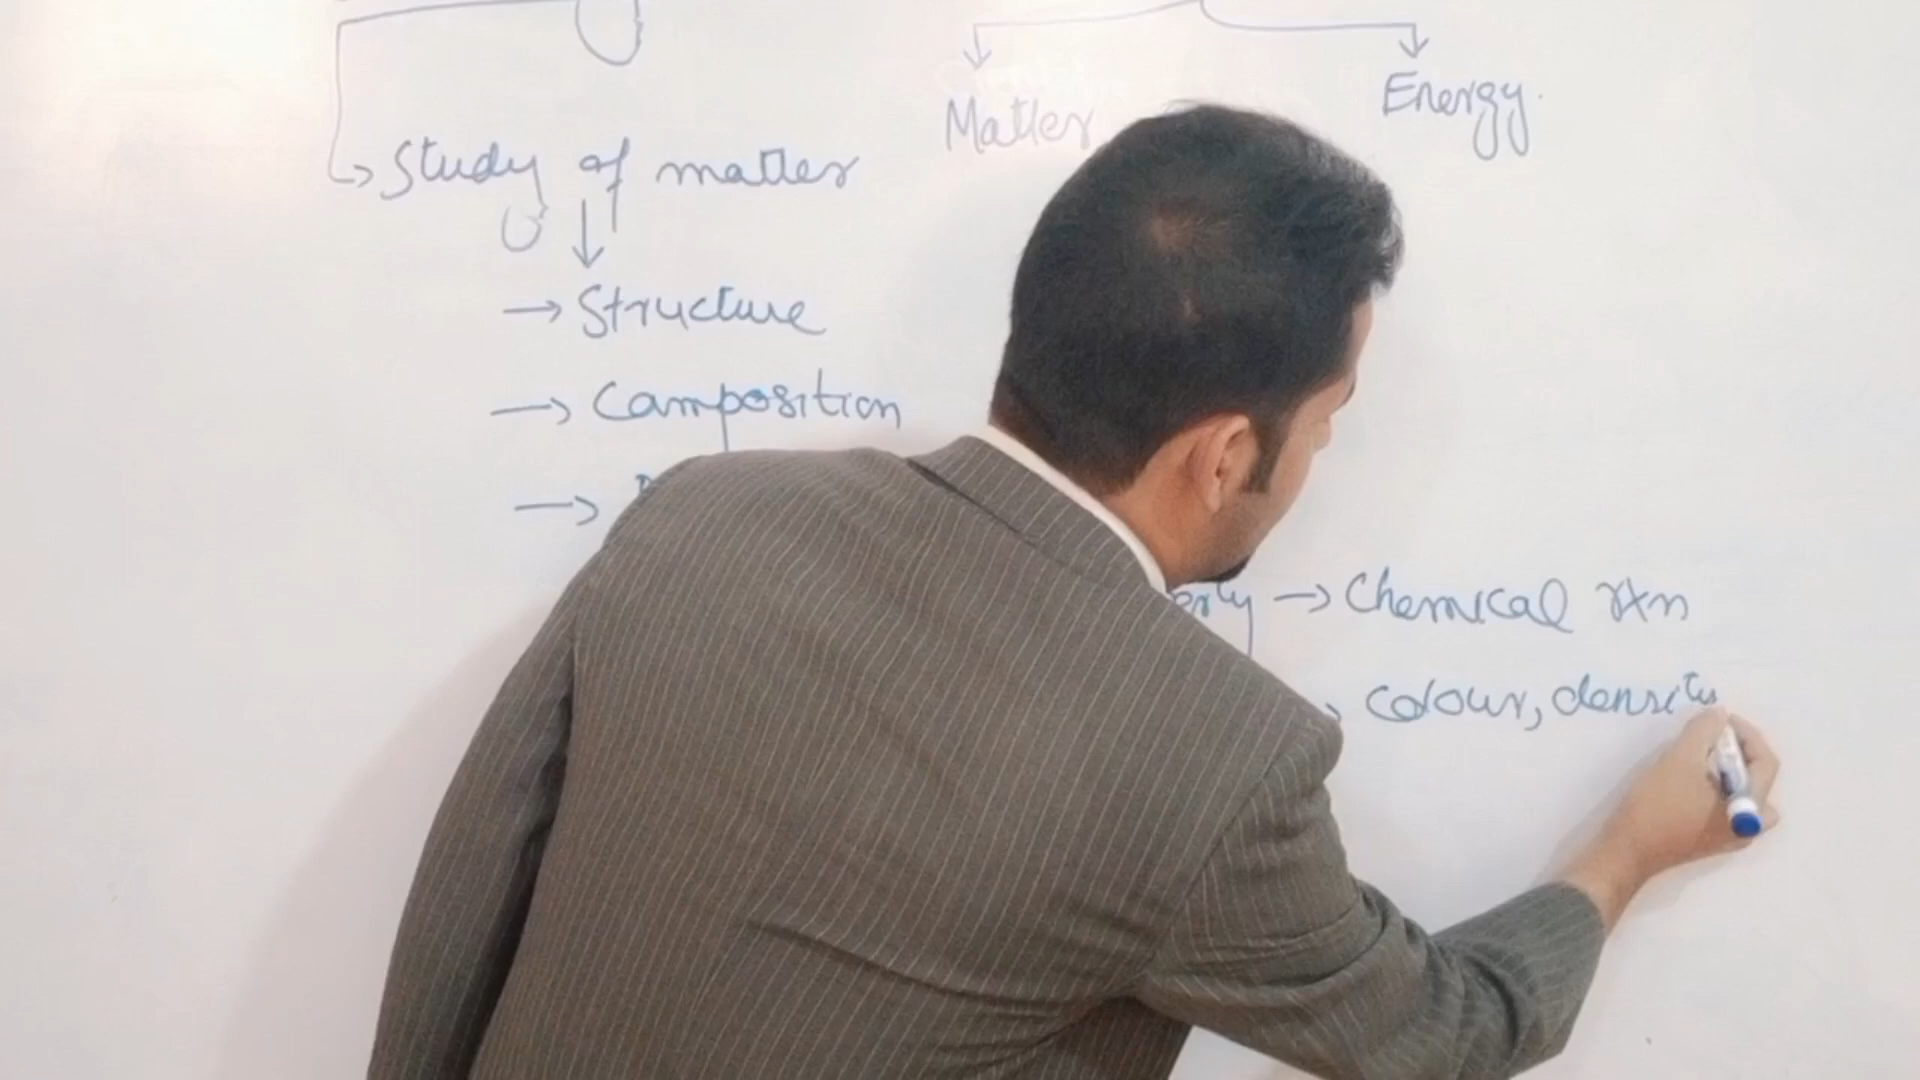 Matter
Energy.
Study of matter
Structure
Composition
Chemical rxn
Colour, density